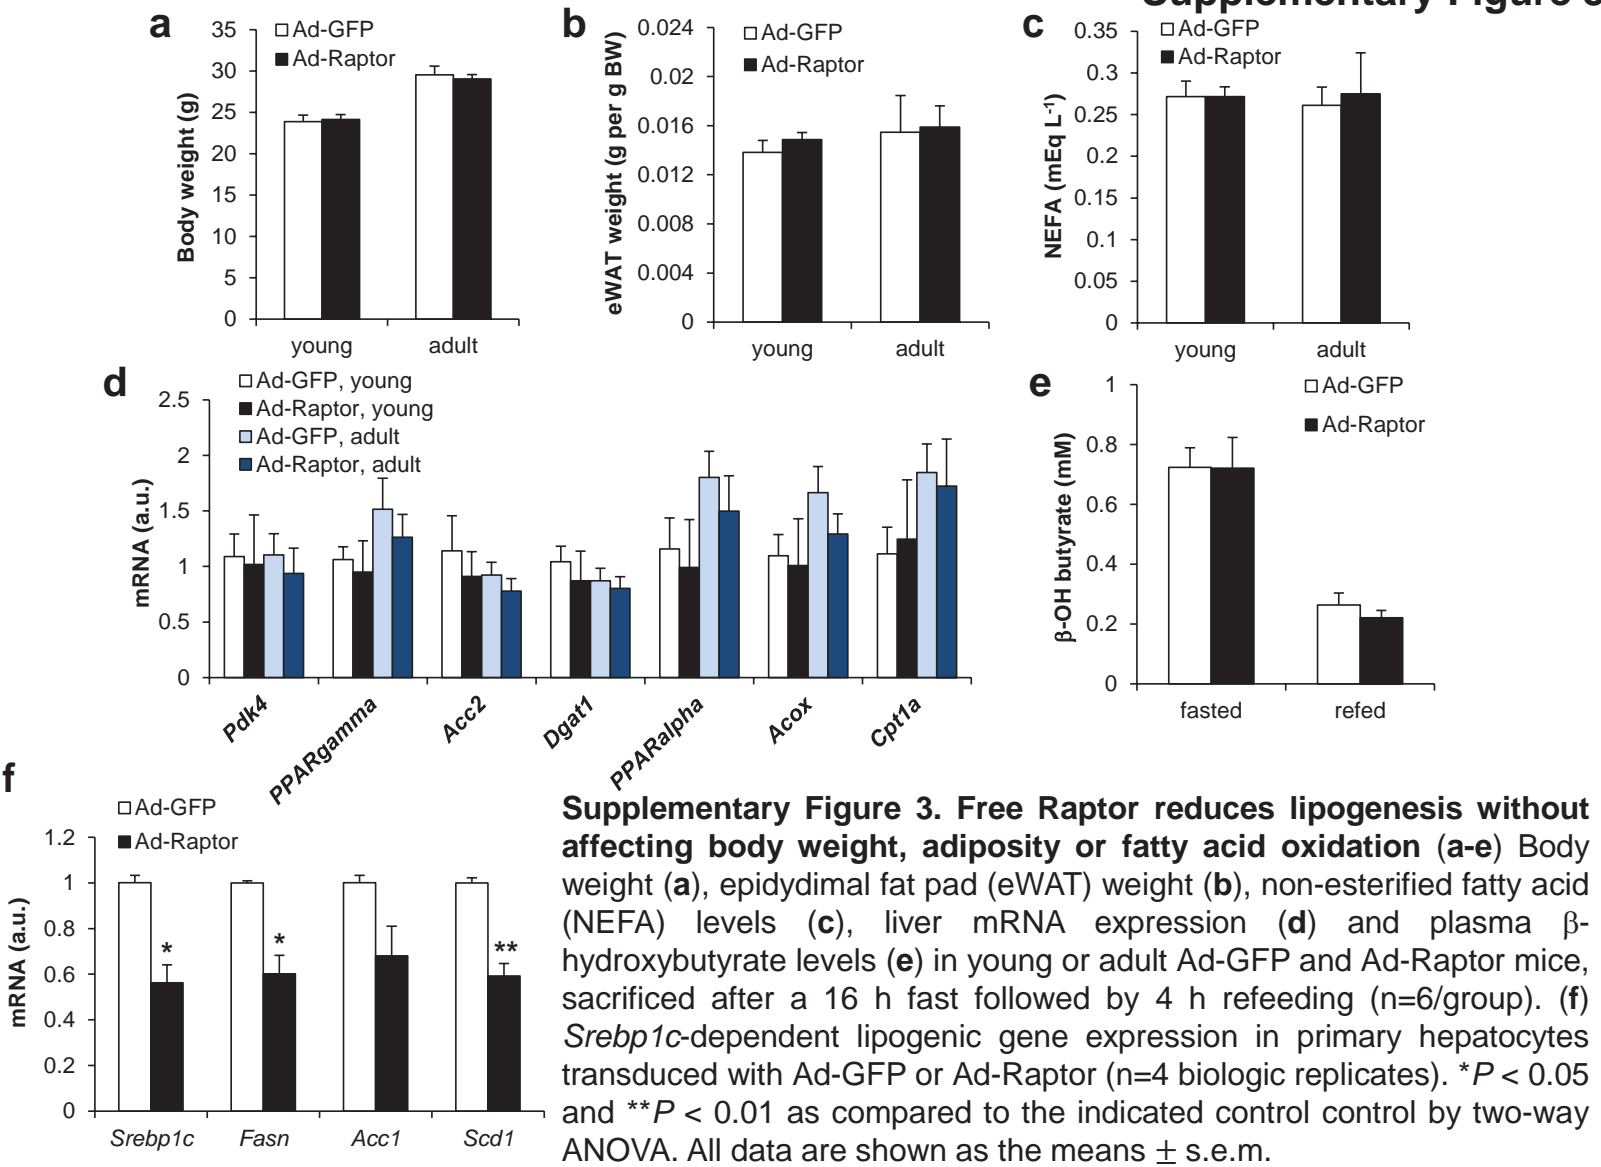 Supplementary Figure
a
35
30
25
20
15
10
5
0
Body weight (g)
Ad-GFP
Ad-Raptor
young adult
b
0.024
0.02
0.016
0.012
0.008
0.004
0
eWAT weight (g per g BW)
Ad-GFP
Ad-Raptor
young adult
c
0.35
0.3
0.25
0.2
0.15
0.1
0.05
0
NEFA (mEq L-1)
Ad-GFP
Ad-Raptor
young adult
d
2.5
2
1.5
1
0.5
0
mRNA (a.u.)
Ad-GFP, young
Ad-Raptor, young
Ad-GFP, adult
Ad-Raptor, adult
Pdk4
PPARgamma
Acc2
Dgat1
PPARalpha
Acox
Cpt1a
e
1
0.8
0.6
0.4
0.2
0
β-OH butyrate (mM)
Ad-GFP
Ad-Raptor
fasted refed
f
1.2
1
0.8
0.6
0.4
0.2
0
mRNA (a.u.)
Ad-GFP
Ad-Raptor
* * **
Srebp1c Fasn Acc1 Scd1
Supplementary Figure 3. Free Raptor reduces lipogenesis without
affecting body weight, adiposity or fatty acid oxidation (a-e) Body
weight (a), epidydimal fat pad (eWAT) weight (b), non-esterified fatty acid
(NEFA) levels (c), liver mRNA expression (d) and plasma β-
hydroxybutyrate levels (e) in young or adult Ad-GFP and Ad-Raptor mice,
sacrificed after a 16 h fast followed by 4 h refeeding (n=6/group). (f)
Srebp1c-dependent lipogenic gene expression in primary hepatocytes
transduced with Ad-GFP or Ad-Raptor (n=4 biologic replicates). *P < 0.05
and **P < 0.01 as compared to the indicated control control by two-way
ANOVA. All data are shown as the means ± s.e.m.